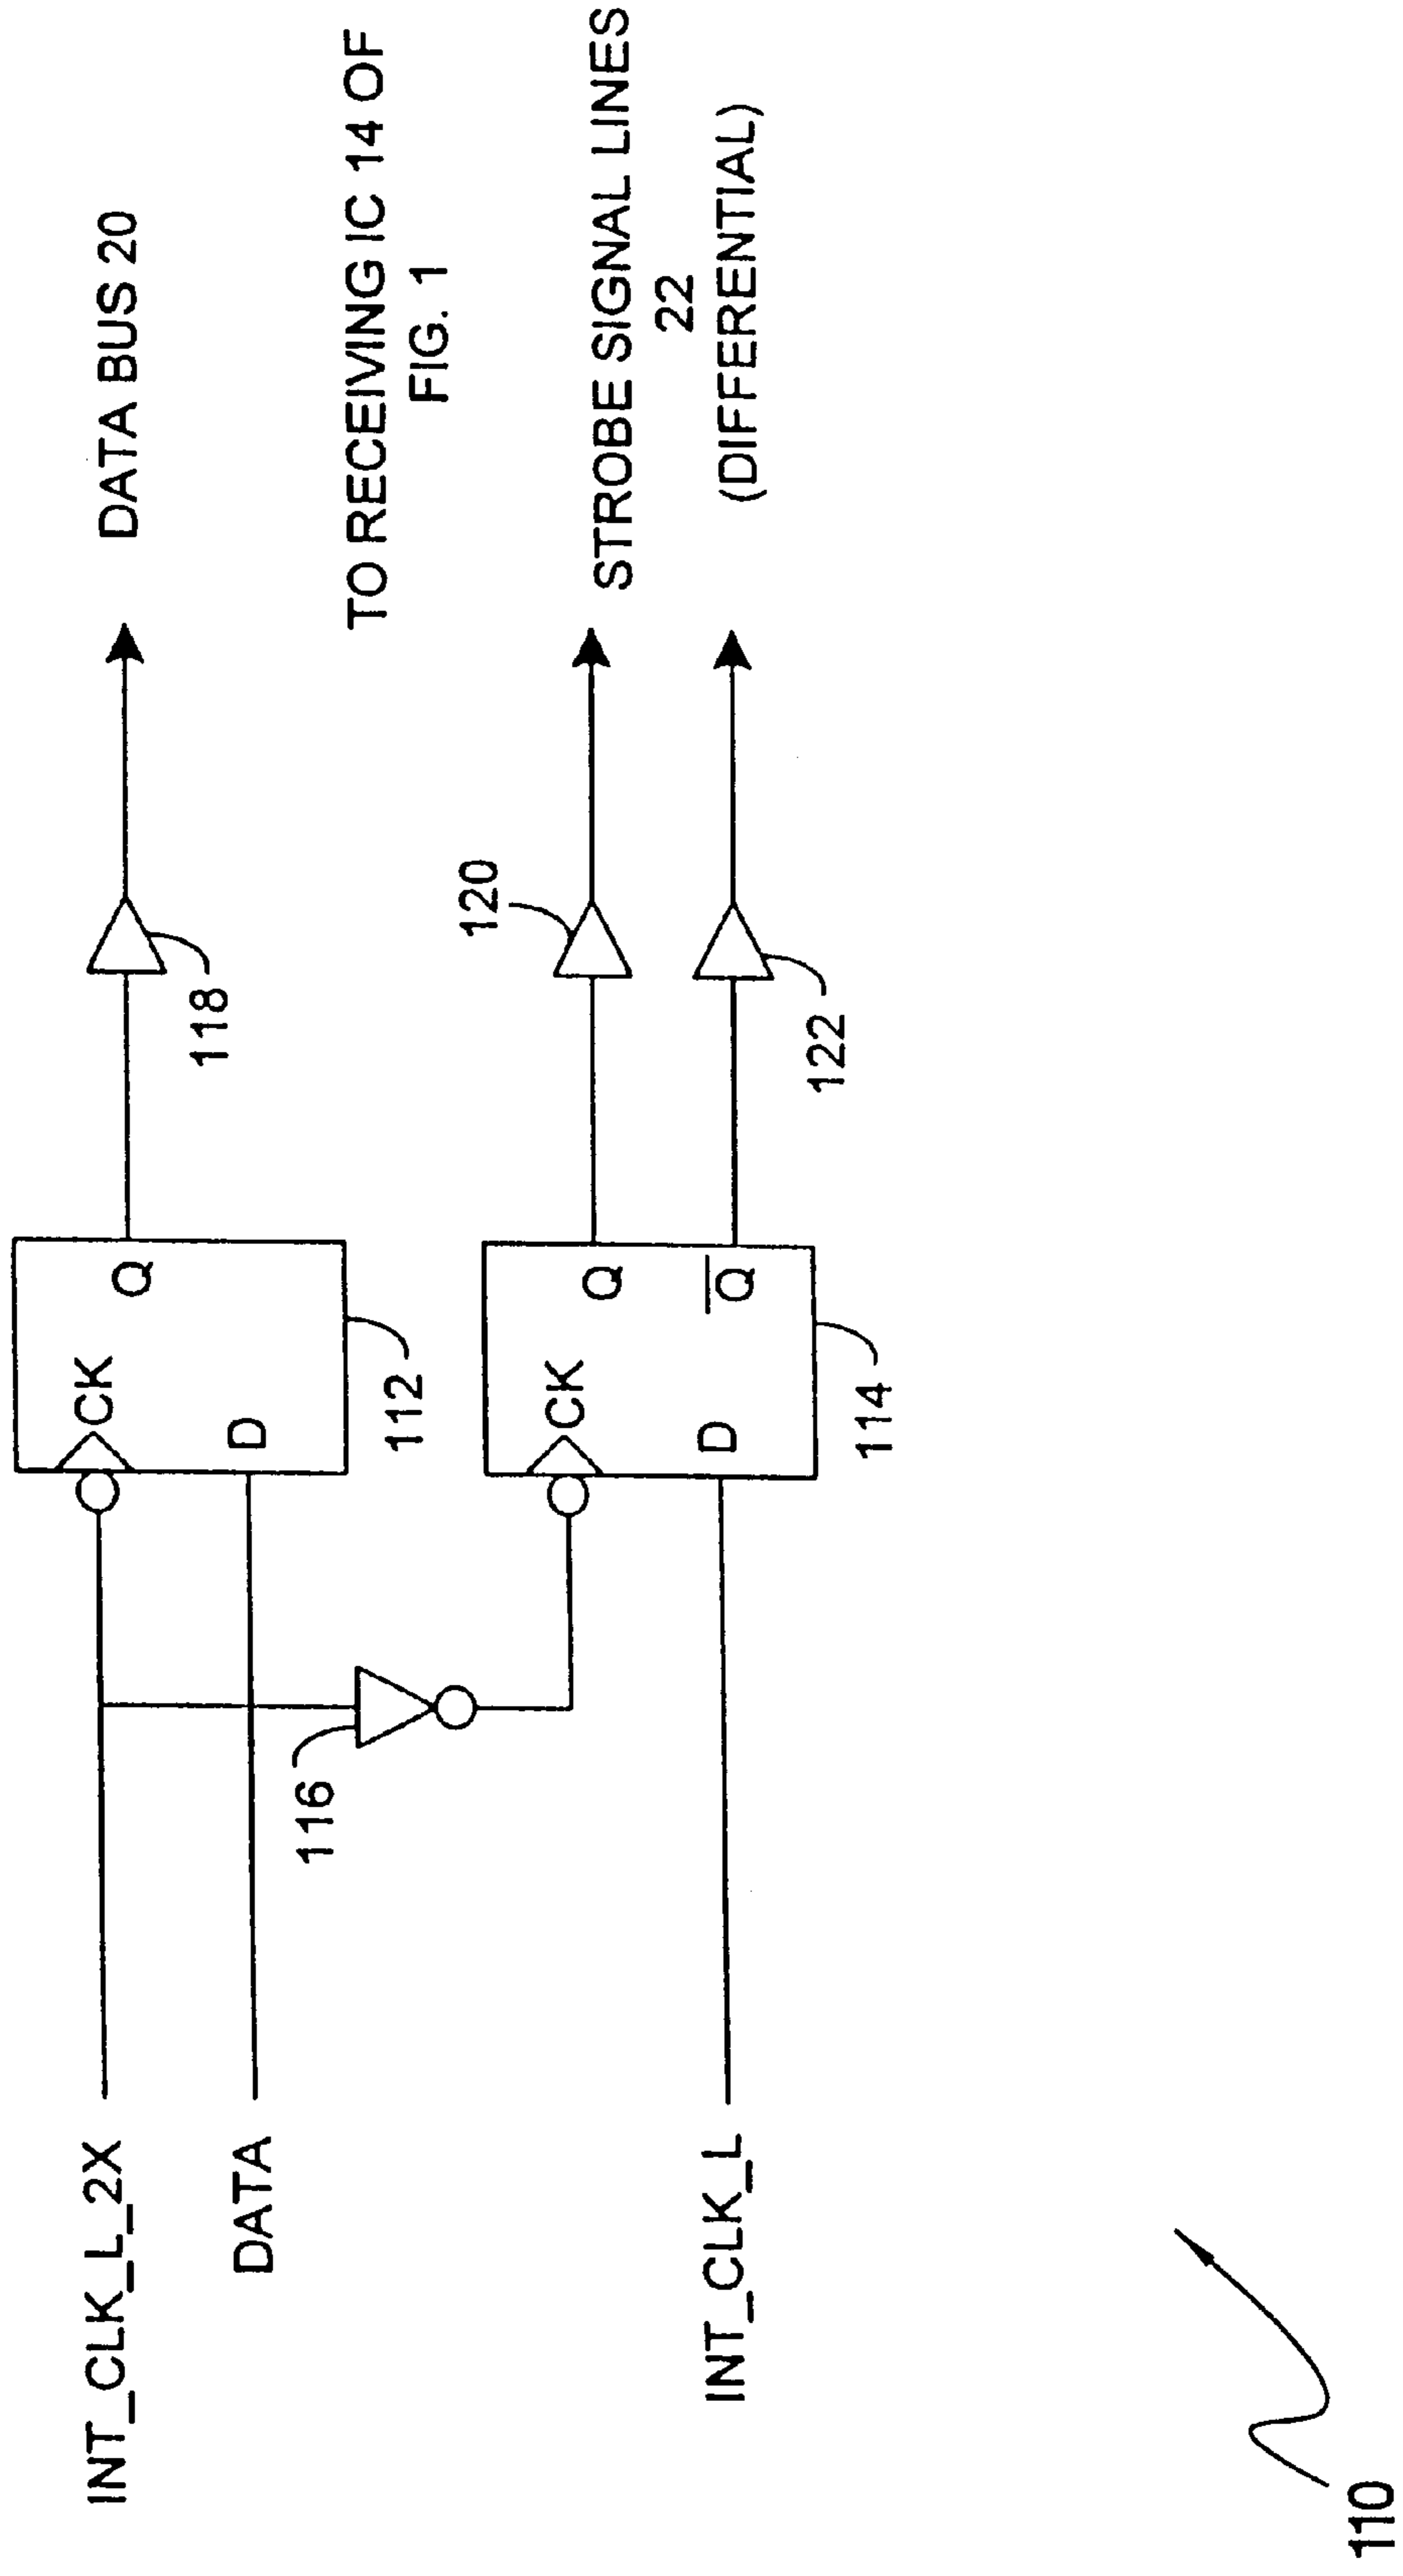 INT_CLK_L_2X
DATA
INT_CLK_L
116
CK
D
Q
112
CK
D
Q
Q̅
114
118
120
122
DATA BUS 20
TO RECEIVING IC 14 OF
FIG. 1
STROBE SIGNAL LINES
22
(DIFFERENTIAL)
110